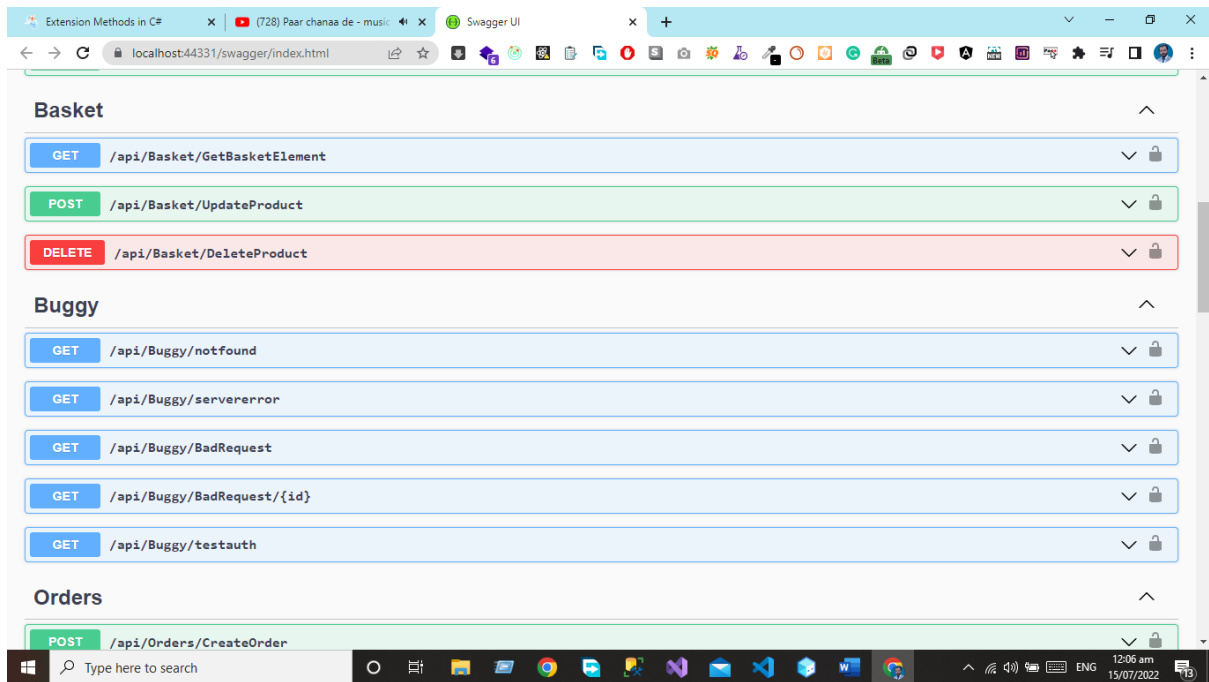 Extension Methods in C#
(728) Paar chanaa de - music
Swagger UI
localhost:44331/swagger/index.html
Basket
GET /api/Basket/GetBasketElement
POST /api/Basket/UpdateProduct
DELETE /api/Basket/DeleteProduct
Buggy
GET /api/Buggy/notfound
GET /api/Buggy/servererror
GET /api/Buggy/BadRequest
GET /api/Buggy/BadRequest/{id}
GET /api/Buggy/testauth
Orders
POST /api/Orders/CreateOrder
Type here to search
ENG
12:06 am
15/07/2022
13